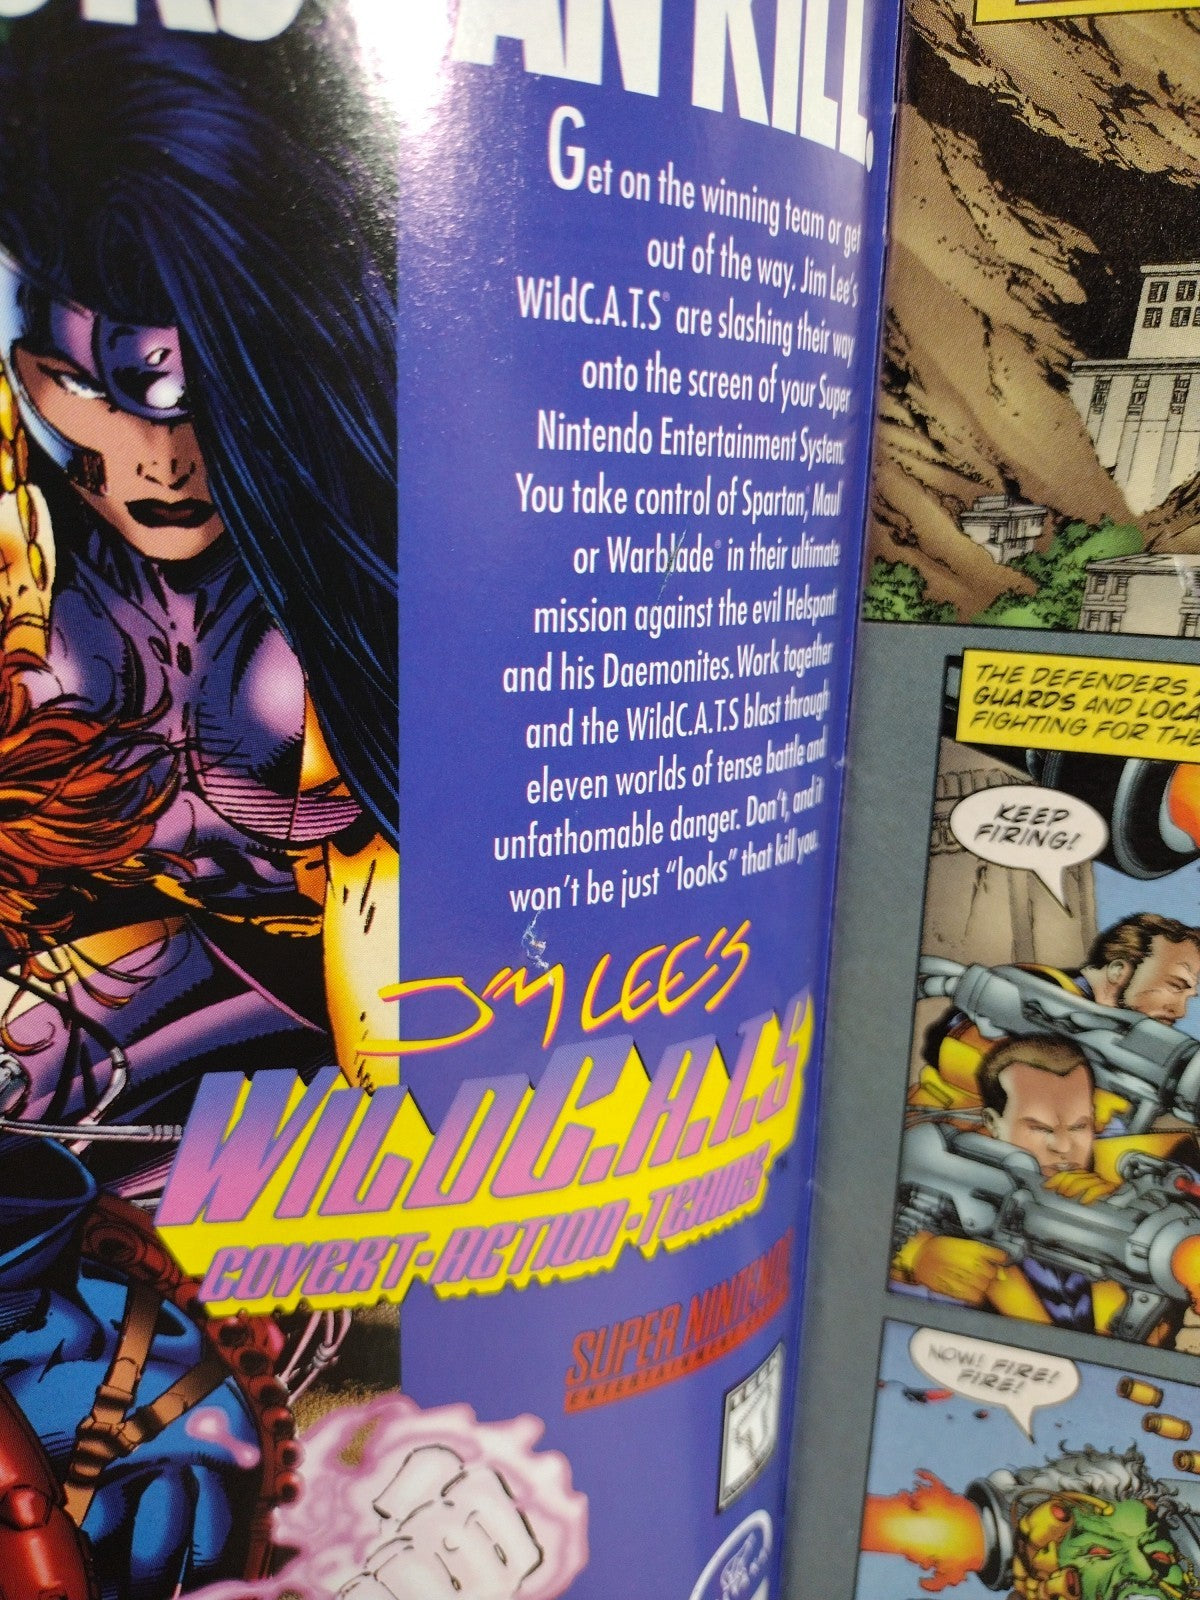 AN KILL.
Get on the winning team or get
out of the way. Jim Lee's
WildC.A.T.S® are slashing their way
onto the screen of your Super
Nintendo Entertainment System.
You take control of Spartan, Maul
or Warblade® in their ultimate
mission against the evil Helspont
and his Daemonites. Work together
and the WildC.A.T.S blast through
eleven worlds of tense battle and
unfathomable danger. Don't, and it
won't be just "looks" that kill you.
JIM LEE'S
WILDC.A.T.S
COVERT-ACTION-TEAMS™
SUPER NINTENDO
ENTERTAINMENT
THE DEFENDERS
GUARDS AND LOCA
FIGHTING FOR THE
KEEP
FIRING!
NOW! FIRE!
FIRE!